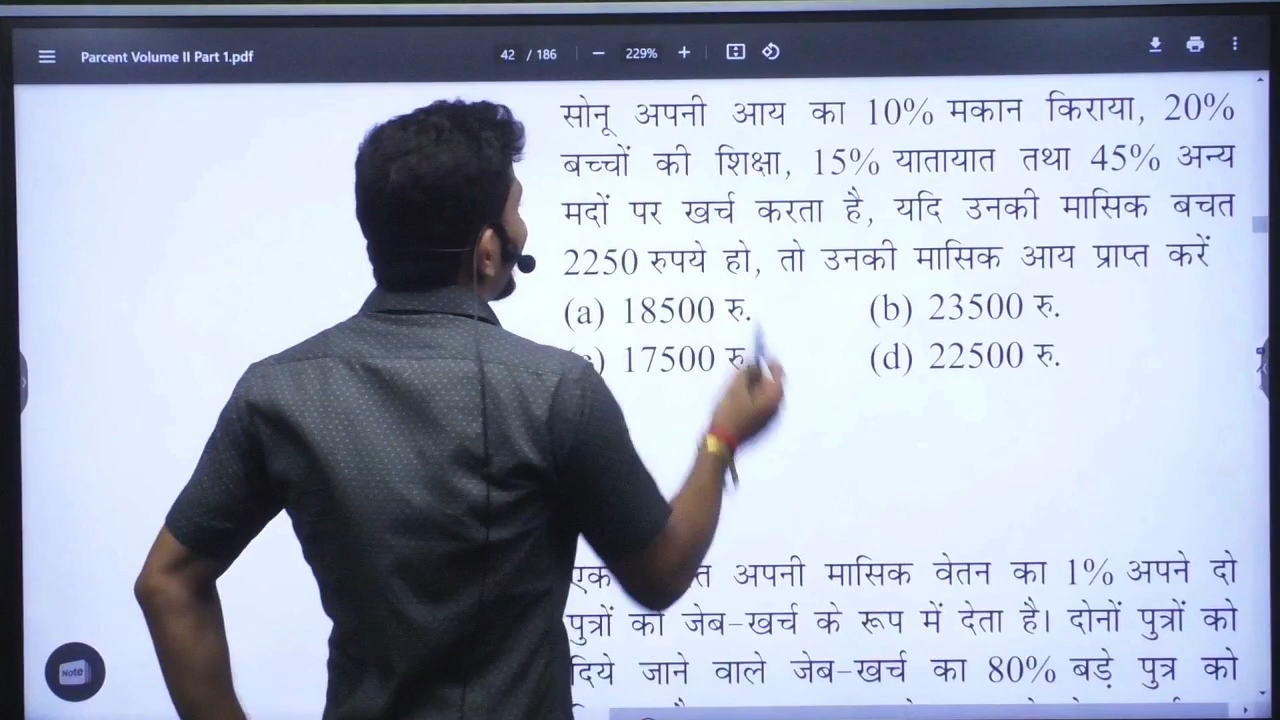 Parcent Volume II Part 1.pdf
42 / 186
229%
सोनू अपनी आय का 10% मकान किराया, 20%
बच्चों की शिक्षा, 15% यातायात तथा 45% अन्य
मदों पर खर्च करता है, यदि उनकी मासिक बचत
2250 रुपये हो, तो उनकी मासिक आय प्राप्त करें
(a) 18500 रु. (b) 23500 रु.
17500 रु. (d) 22500 रु.
एक अपनी मासिक वेतन का 1% अपने दो
पुत्रों को जेब-खर्च के रूप में देता है। दोनों पुत्रों को
दिये जाने वाले जेब-खर्च का 80% बड़े पुत्र को
Note